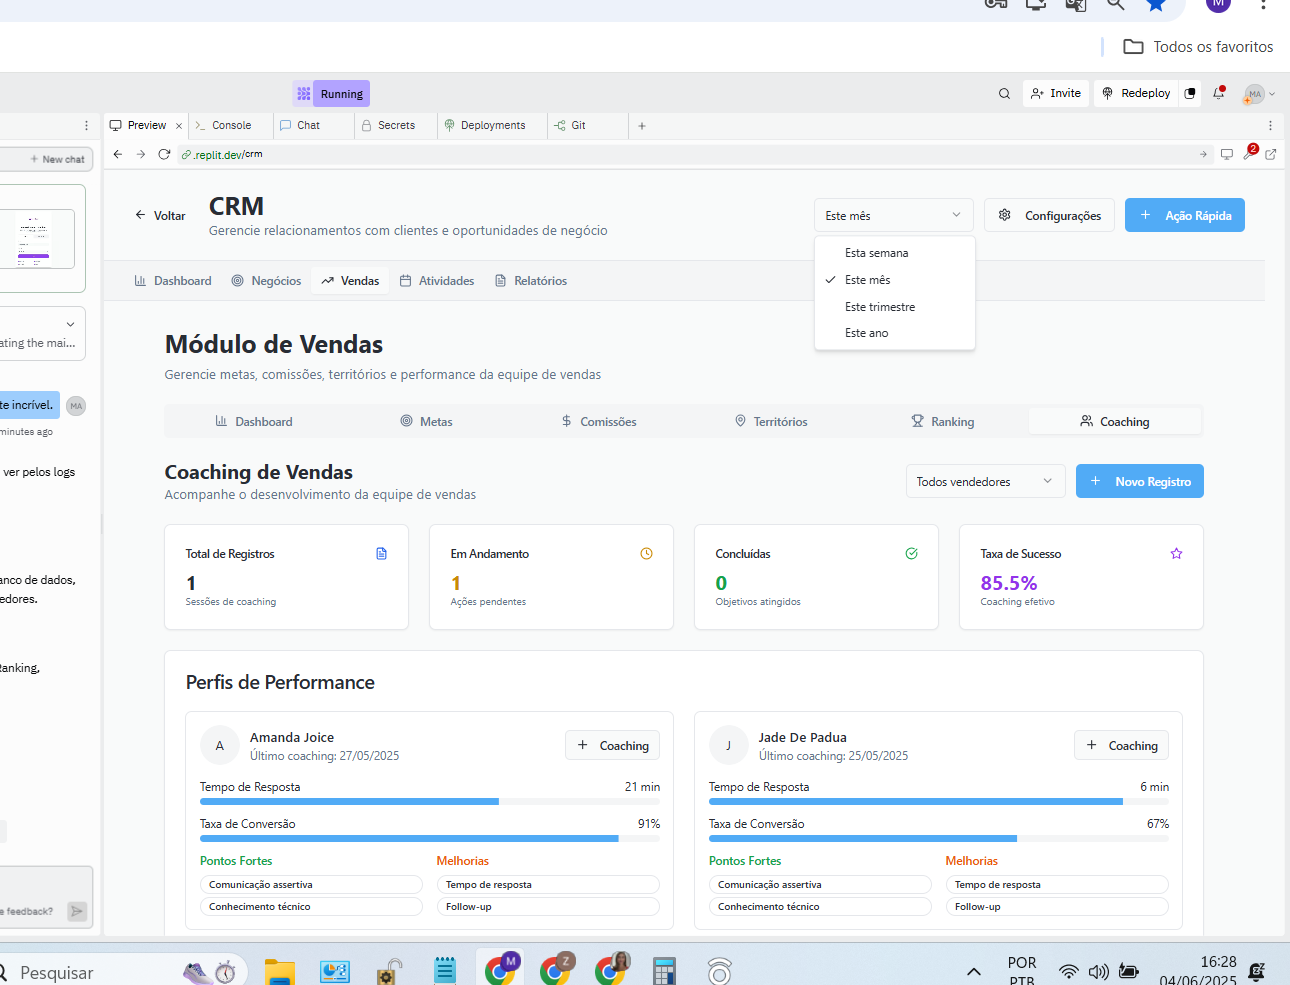 M
Todos os favoritos
Running
Invite
Redeploy
MA
Preview
Console
Chat
Secrets
Deployments
Git
New chat
.replit.dev/crm
2
Voltar
CRM
Gerencie relacionamentos com clientes e oportunidades de negócio
Este mês
Configurações
Ação Rápida
Esta semana
Este mês
Este trimestre
Este ano
Dashboard
Negócios
Vendas
Atividades
Relatórios
ating the mai...
te incrível.
MA
minutes ago
ver pelos logs
anco de dados,
edores.
Ranking,
e feedback?
Módulo de Vendas
Gerencie metas, comissões, territórios e performance da equipe de vendas
Dashboard
Metas
Comissões
Territórios
Ranking
Coaching
Coaching de Vendas
Acompanhe o desenvolvimento da equipe de vendas
Todos vendedores
Novo Registro
Total de Registros
1
Sessões de coaching
Em Andamento
1
Ações pendentes
Concluídas
0
Objetivos atingidos
Taxa de Sucesso
85.5%
Coaching efetivo
Perfis de Performance
A
Amanda Joice
Último coaching: 27/05/2025
Coaching
Tempo de Resposta
21 min
Taxa de Conversão
91%
Pontos Fortes
Melhorias
Comunicação assertiva
Tempo de resposta
Conhecimento técnico
Follow-up
J
Jade De Padua
Último coaching: 25/05/2025
Coaching
Tempo de Resposta
6 min
Taxa de Conversão
67%
Pontos Fortes
Melhorias
Comunicação assertiva
Tempo de resposta
Conhecimento técnico
Follow-up
Pesquisar
M
Z
POR
PTB
16:28
04/06/2025